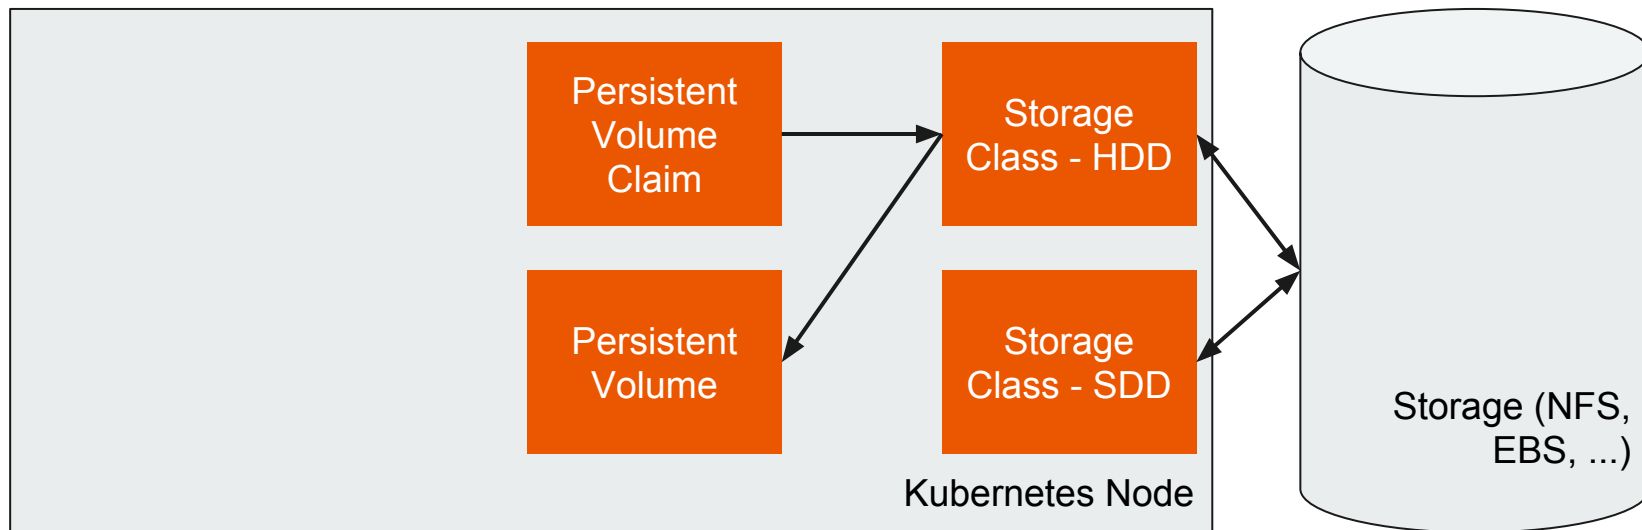 Persistent
Volume
Claim
Storage
Class - HDD
Persistent
Volume
Storage
Class - SDD
Storage (NFS,
EBS, ...)
Kubernetes Node